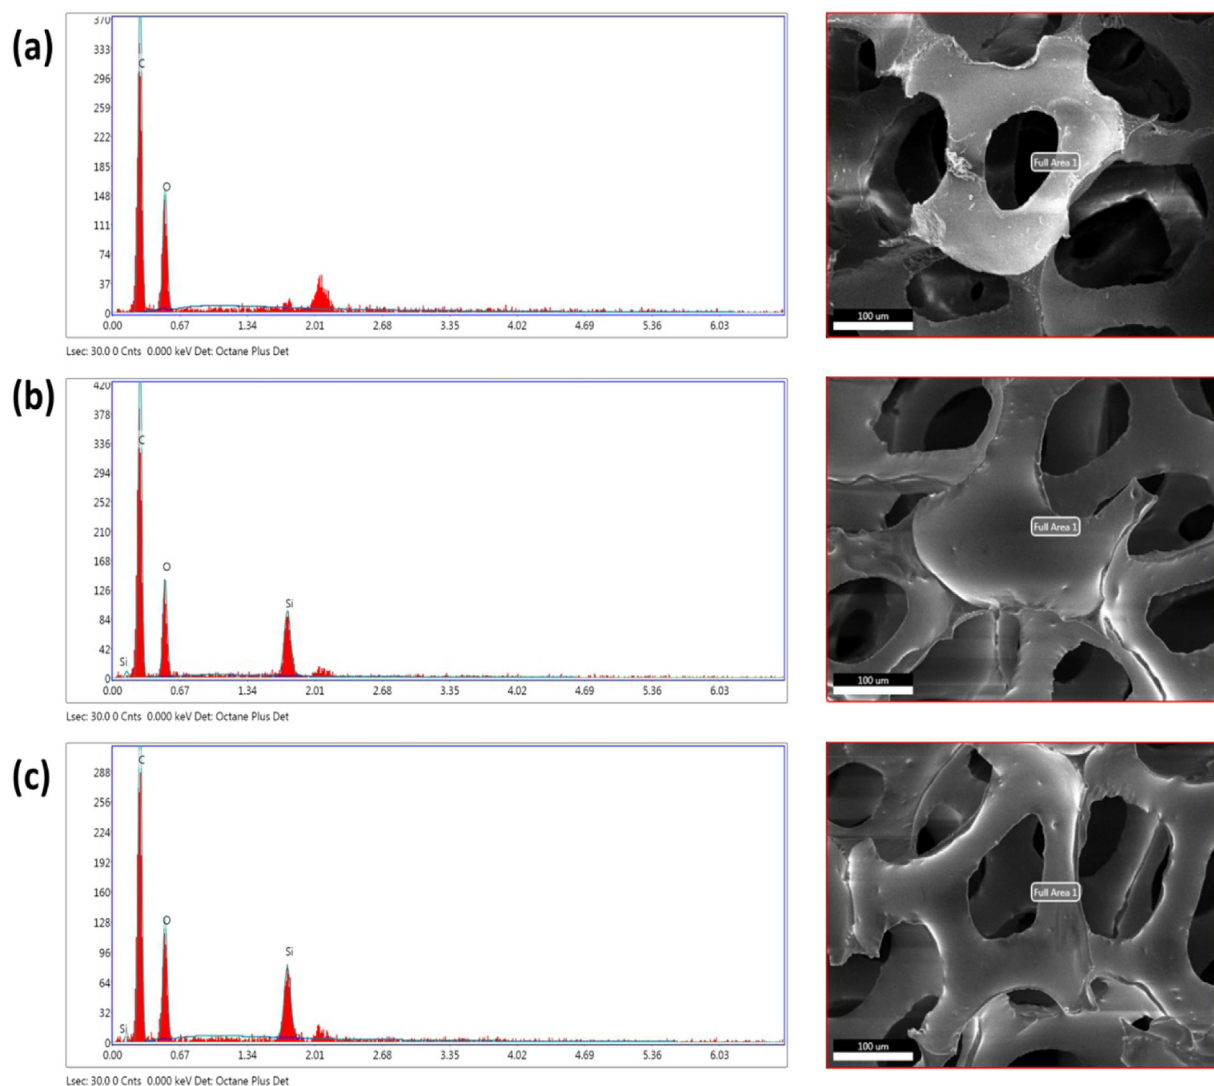 (a)
370
333
296
259
222
185
148
111
74
37
0
C
O
0.00 0.67 1.34 2.01 2.68 3.35 4.02 4.69 5.36 6.03
Lsec: 30.0 0 Cnts 0.000 keV Det: Octane Plus Det
Full Area 1
100 um
(b)
420
378
336
294
252
210
168
126
84
42
0
C
O
Si
Si
0.00 0.67 1.34 2.01 2.68 3.35 4.02 4.69 5.36 6.03
Lsec: 30.0 0 Cnts 0.000 keV Det: Octane Plus Det
Full Area 1
100 um
(c)
288
256
224
192
160
128
96
64
32
0
C
O
Si
Si
0.00 0.67 1.34 2.01 2.68 3.35 4.02 4.69 5.36 6.03
Lsec: 30.0 0 Cnts 0.000 keV Det: Octane Plus Det
Full Area 1
100 um